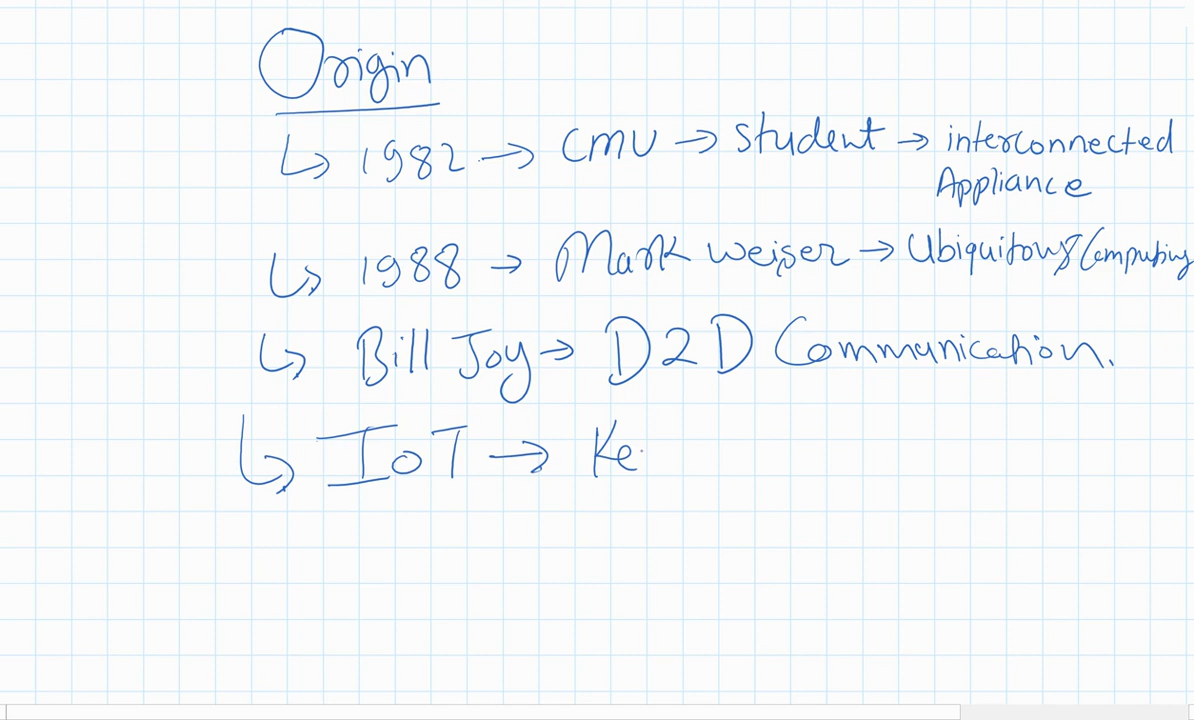 Origin
↳ 1982 → CMU → Student → interconnected
Appliance
↳ 1988 → Mark weiser → Ubiquitous Computing
↳ Bill Joy → D2D Communication.
↳ IoT → Ke